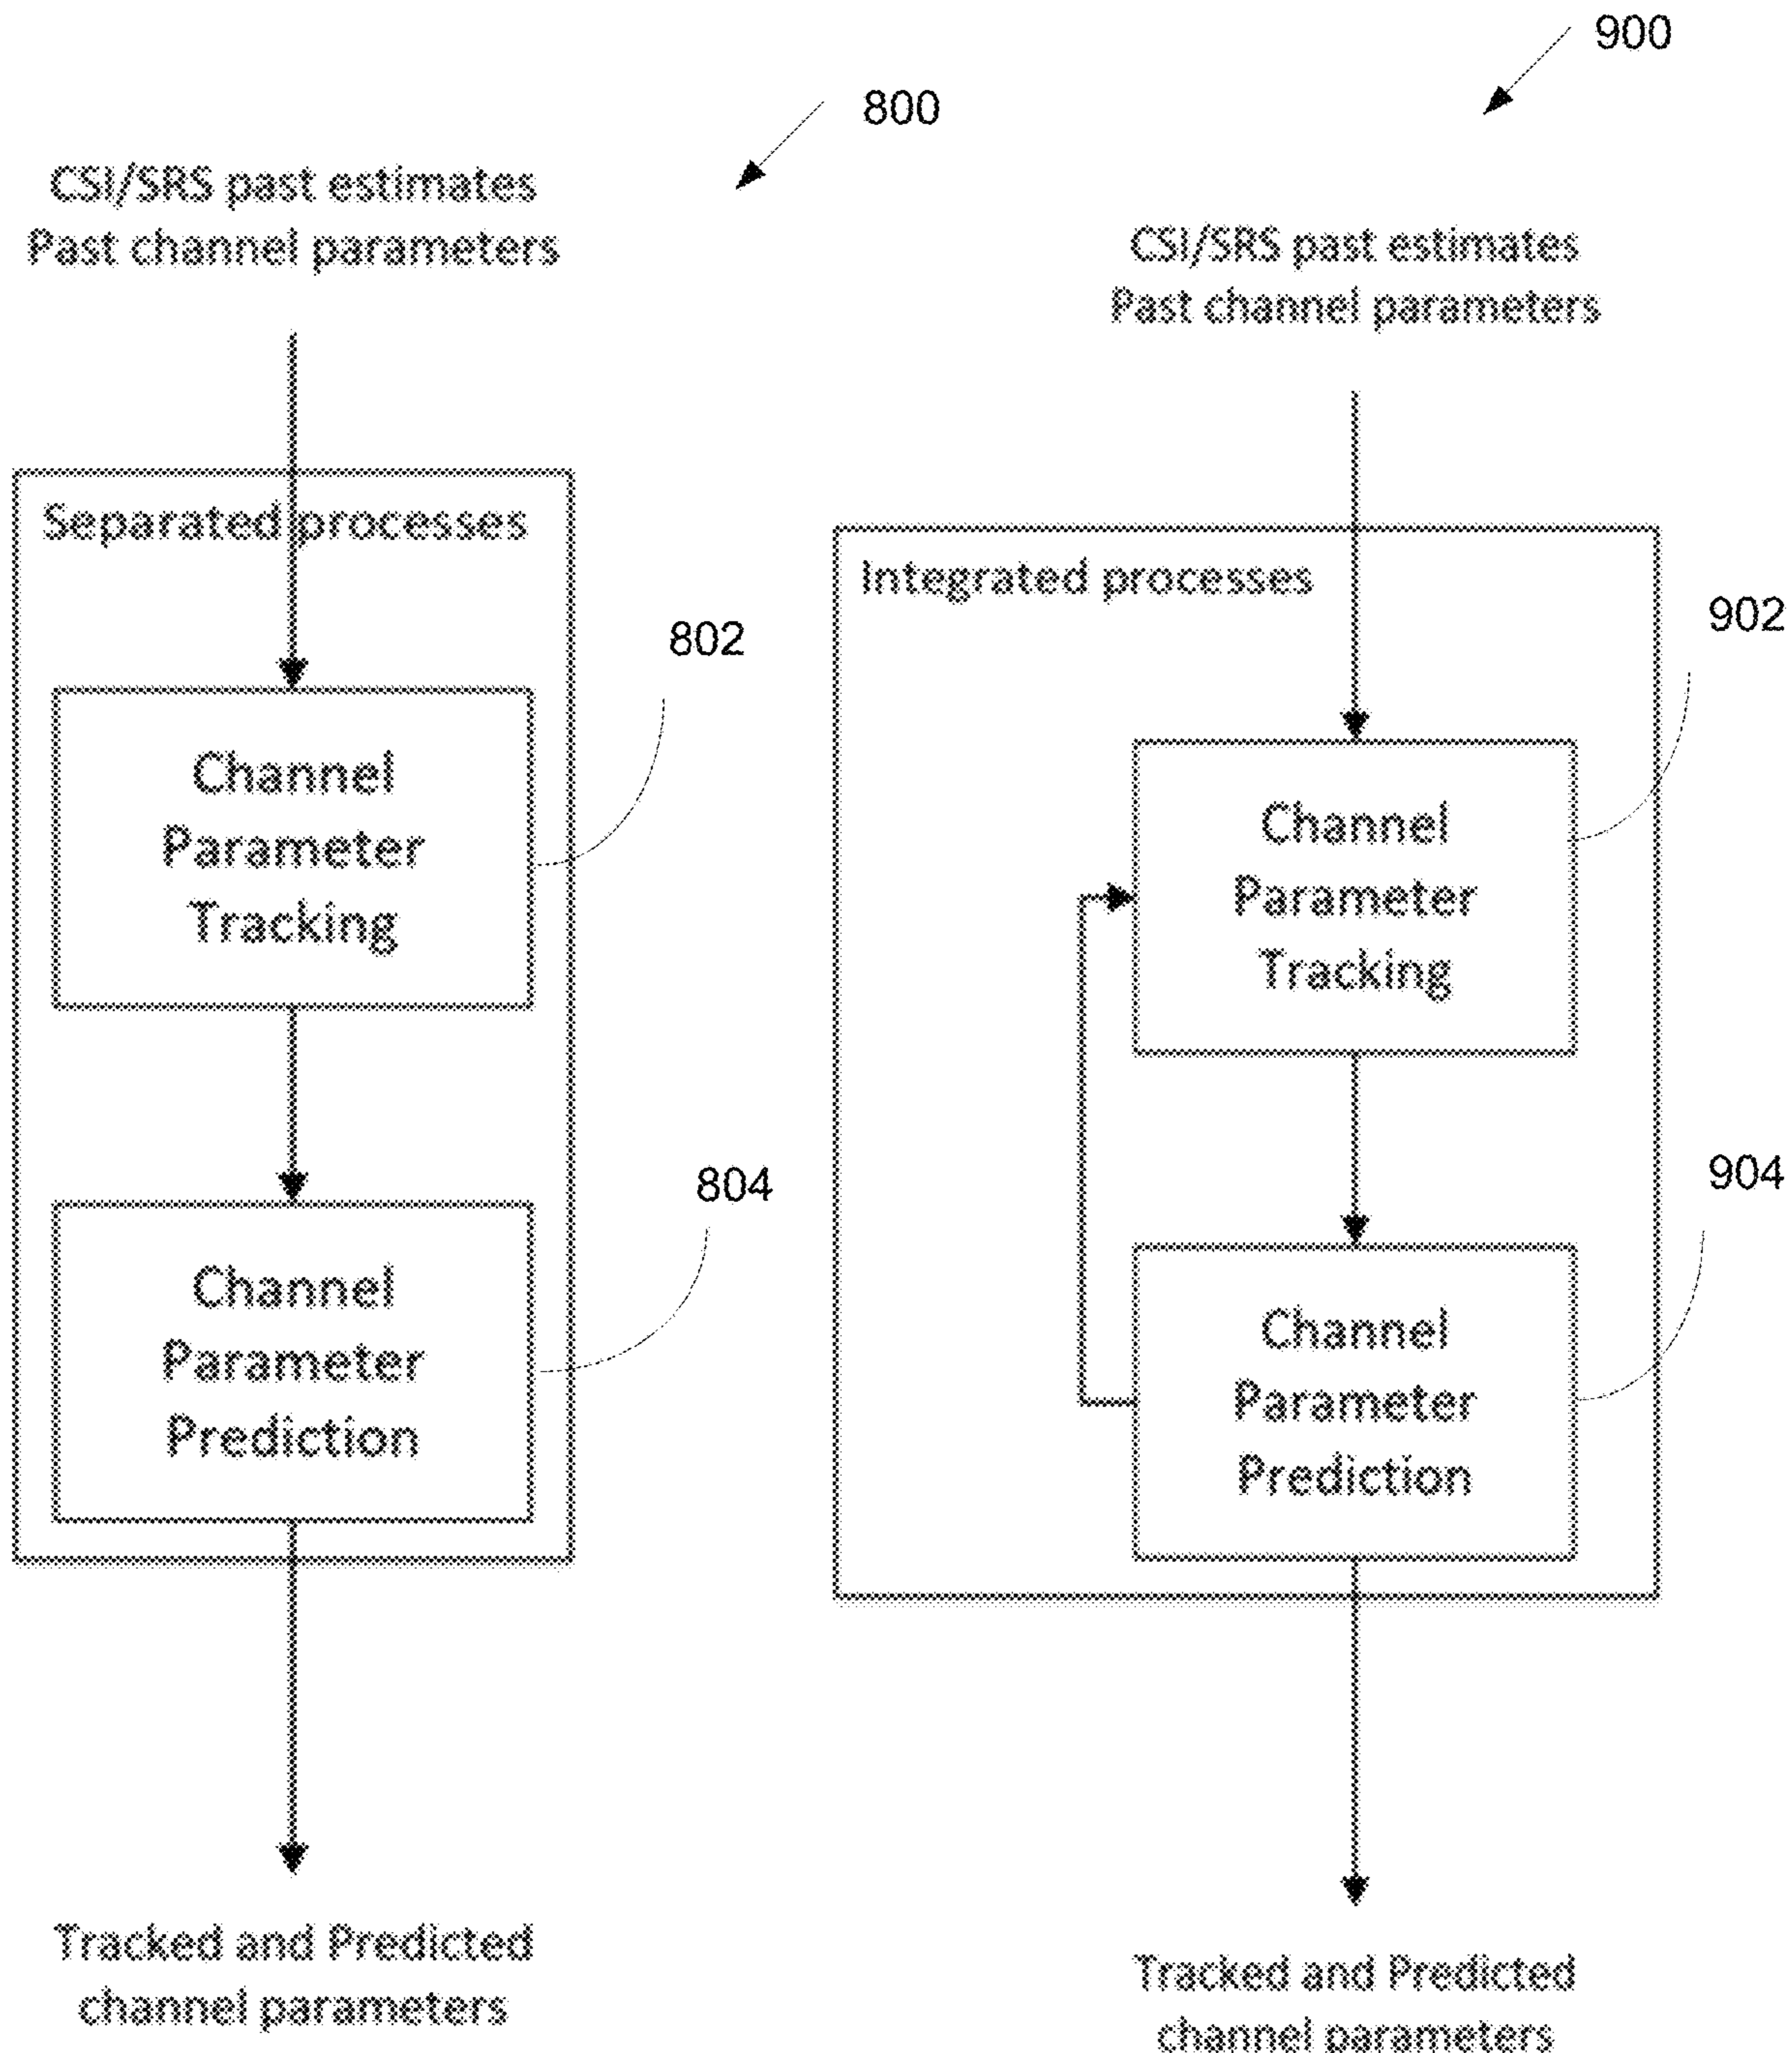 800
CSI/SRS past estimates
Past channel parameters
Separated processes
802
Channel
Parameter
Tracking
804
Channel
Parameter
Prediction
Tracked and Predicted
channel parameters
900
CSI/SRS past estimates
Past channel parameters
Integrated processes
902
Channel
Parameter
Tracking
904
Channel
Parameter
Prediction
Tracked and Predicted
channel parameters